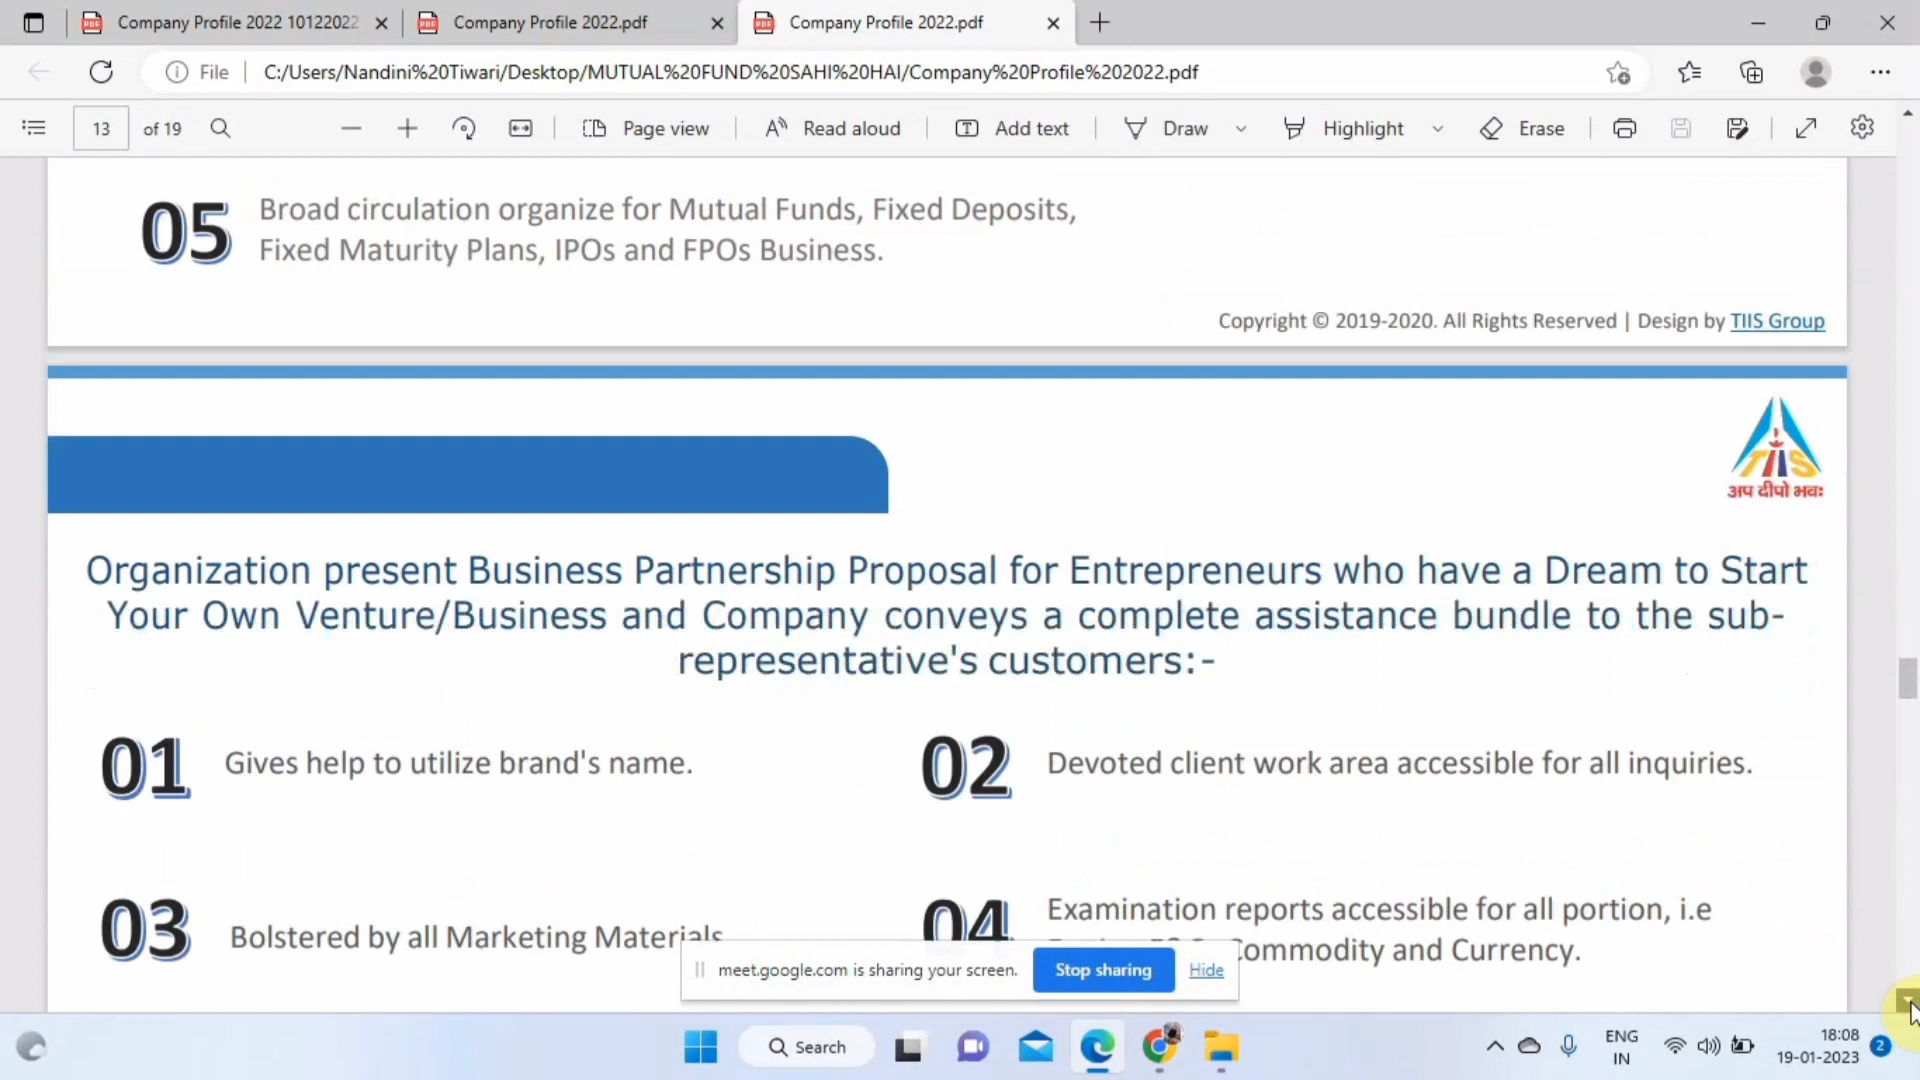 Company Profile 2022 10122022
Company Profile 2022.pdf
Company Profile 2022.pdf
File
C:/Users/Nandini%20Tiwari/Desktop/MUTUAL%20FUND%20SAHI%20HAI/Company%20Profile%202022.pdf
13 of 19
Page view
Read aloud
Add text
Draw
Highlight
Erase
05 Broad circulation organize for Mutual Funds, Fixed Deposits,
Fixed Maturity Plans, IPOs and FPOs Business.
Copyright © 2019-2020. All Rights Reserved | Design by TIIS Group
TIIS
अप दीपो भवः
Organization present Business Partnership Proposal for Entrepreneurs who have a Dream to Start
Your Own Venture/Business and Company conveys a complete assistance bundle to the sub-
representative's customers:-
01 Gives help to utilize brand's name.
02 Devoted client work area accessible for all inquiries.
03 Bolstered by all Marketing Materials
04 Examination reports accessible for all portion, i.e
Commodity and Currency.
meet.google.com is sharing your screen.
Stop sharing
Hide
Search
ENG
IN
18:08
19-01-2023
2